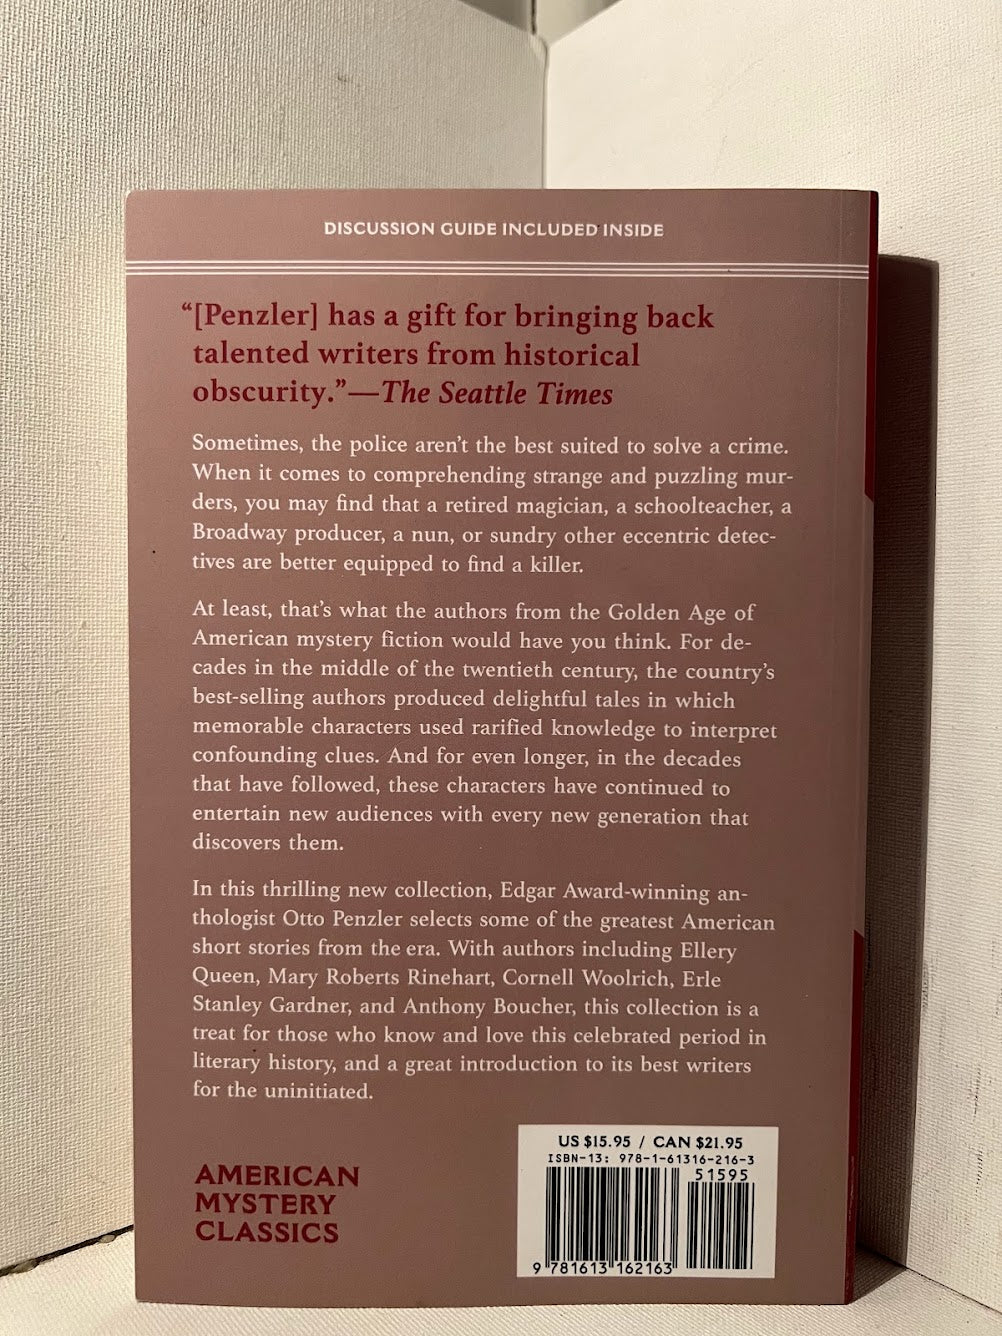 DISCUSSION GUIDE INCLUDED INSIDE
“[Penzler] has a gift for bringing back
talented writers from historical
obscurity.”—The Seattle Times
Sometimes, the police aren’t the best suited to solve a crime.
When it comes to comprehending strange and puzzling mur-
ders, you may find that a retired magician, a schoolteacher, a
Broadway producer, a nun, or sundry other eccentric detec-
tives are better equipped to find a killer.
At least, that’s what the authors from the Golden Age of
American mystery fiction would have you think. For de-
cades in the middle of the twentieth century, the country’s
best-selling authors produced delightful tales in which
memorable characters used rarified knowledge to interpret
confounding clues. And for even longer, in the decades
that have followed, these characters have continued to
entertain new audiences with every new generation that
discovers them.
In this thrilling new collection, Edgar Award-winning an-
thologist Otto Penzler selects some of the greatest American
short stories from the era. With authors including Ellery
Queen, Mary Roberts Rinehart, Cornell Woolrich, Erle
Stanley Gardner, and Anthony Boucher, this collection is a
treat for those who know and love this celebrated period in
literary history, and a great introduction to its best writers
for the uninitiated.
AMERICAN
MYSTERY
CLASSICS
US $15.95 / CAN $21.95
ISBN-13: 978-1-61316-216-3
51595
9 781613 162163